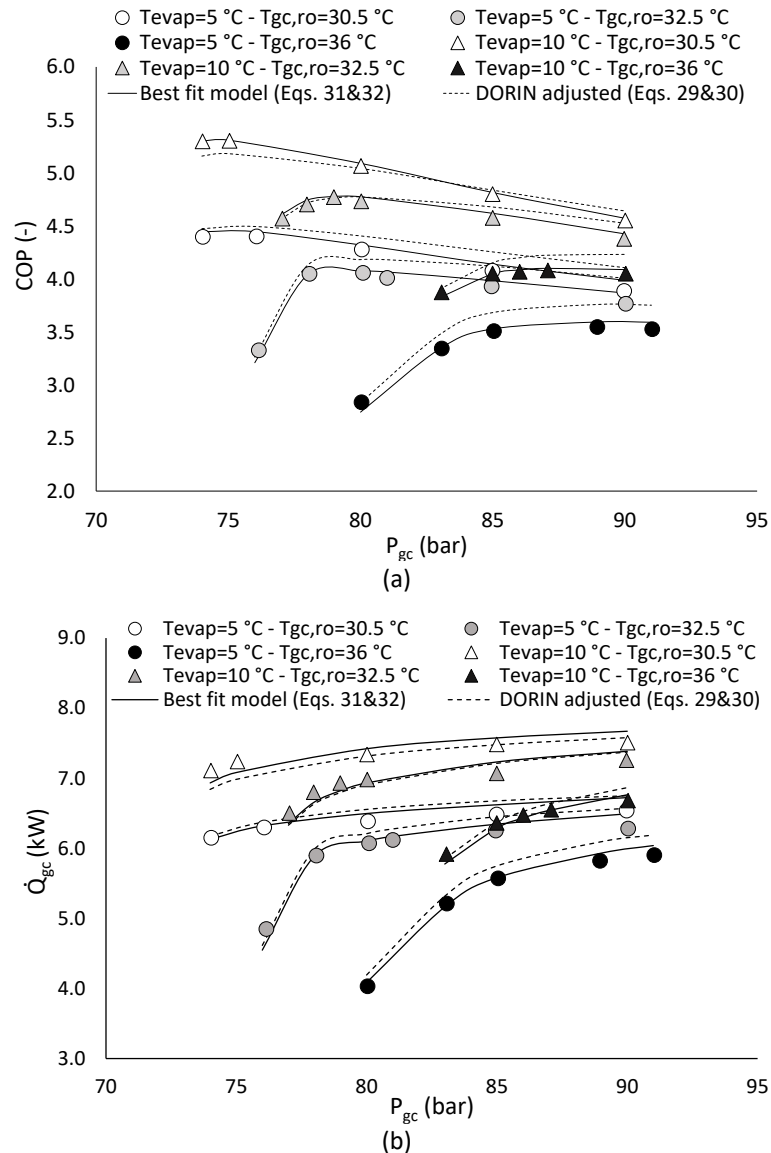 Tevap=5 °C - Tgc,ro=30.5 °C Tevap=5 °C - Tgc,ro=32.5 °C
Tevap=5 °C - Tgc,ro=36 °C Tevap=10 °C - Tgc,ro=30.5 °C
Tevap=10 °C - Tgc,ro=32.5 °C Tevap=10 °C - Tgc,ro=36 °C
Best fit model (Eqs. 31&32) DORIN adjusted (Eqs. 29&30)
6.0
5.5
5.0
4.5
4.0
3.5
3.0
2.5
2.0
COP (-)
70 75 80 85 90 95
Pgc (bar)
(a)
Tevap=5 °C - Tgc,ro=30.5 °C Tevap=5 °C - Tgc,ro=32.5 °C
Tevap=5 °C - Tgc,ro=36 °C Tevap=10 °C - Tgc,ro=30.5 °C
Tevap=10 °C - Tgc,ro=32.5 °C Tevap=10 °C - Tgc,ro=36 °C
Best fit model (Eqs. 31&32) DORIN adjusted (Eqs. 29&30)
9.0
8.0
7.0
6.0
5.0
4.0
3.0
Q̇gc (kW)
70 75 80 85 90 95
Pgc (bar)
(b)